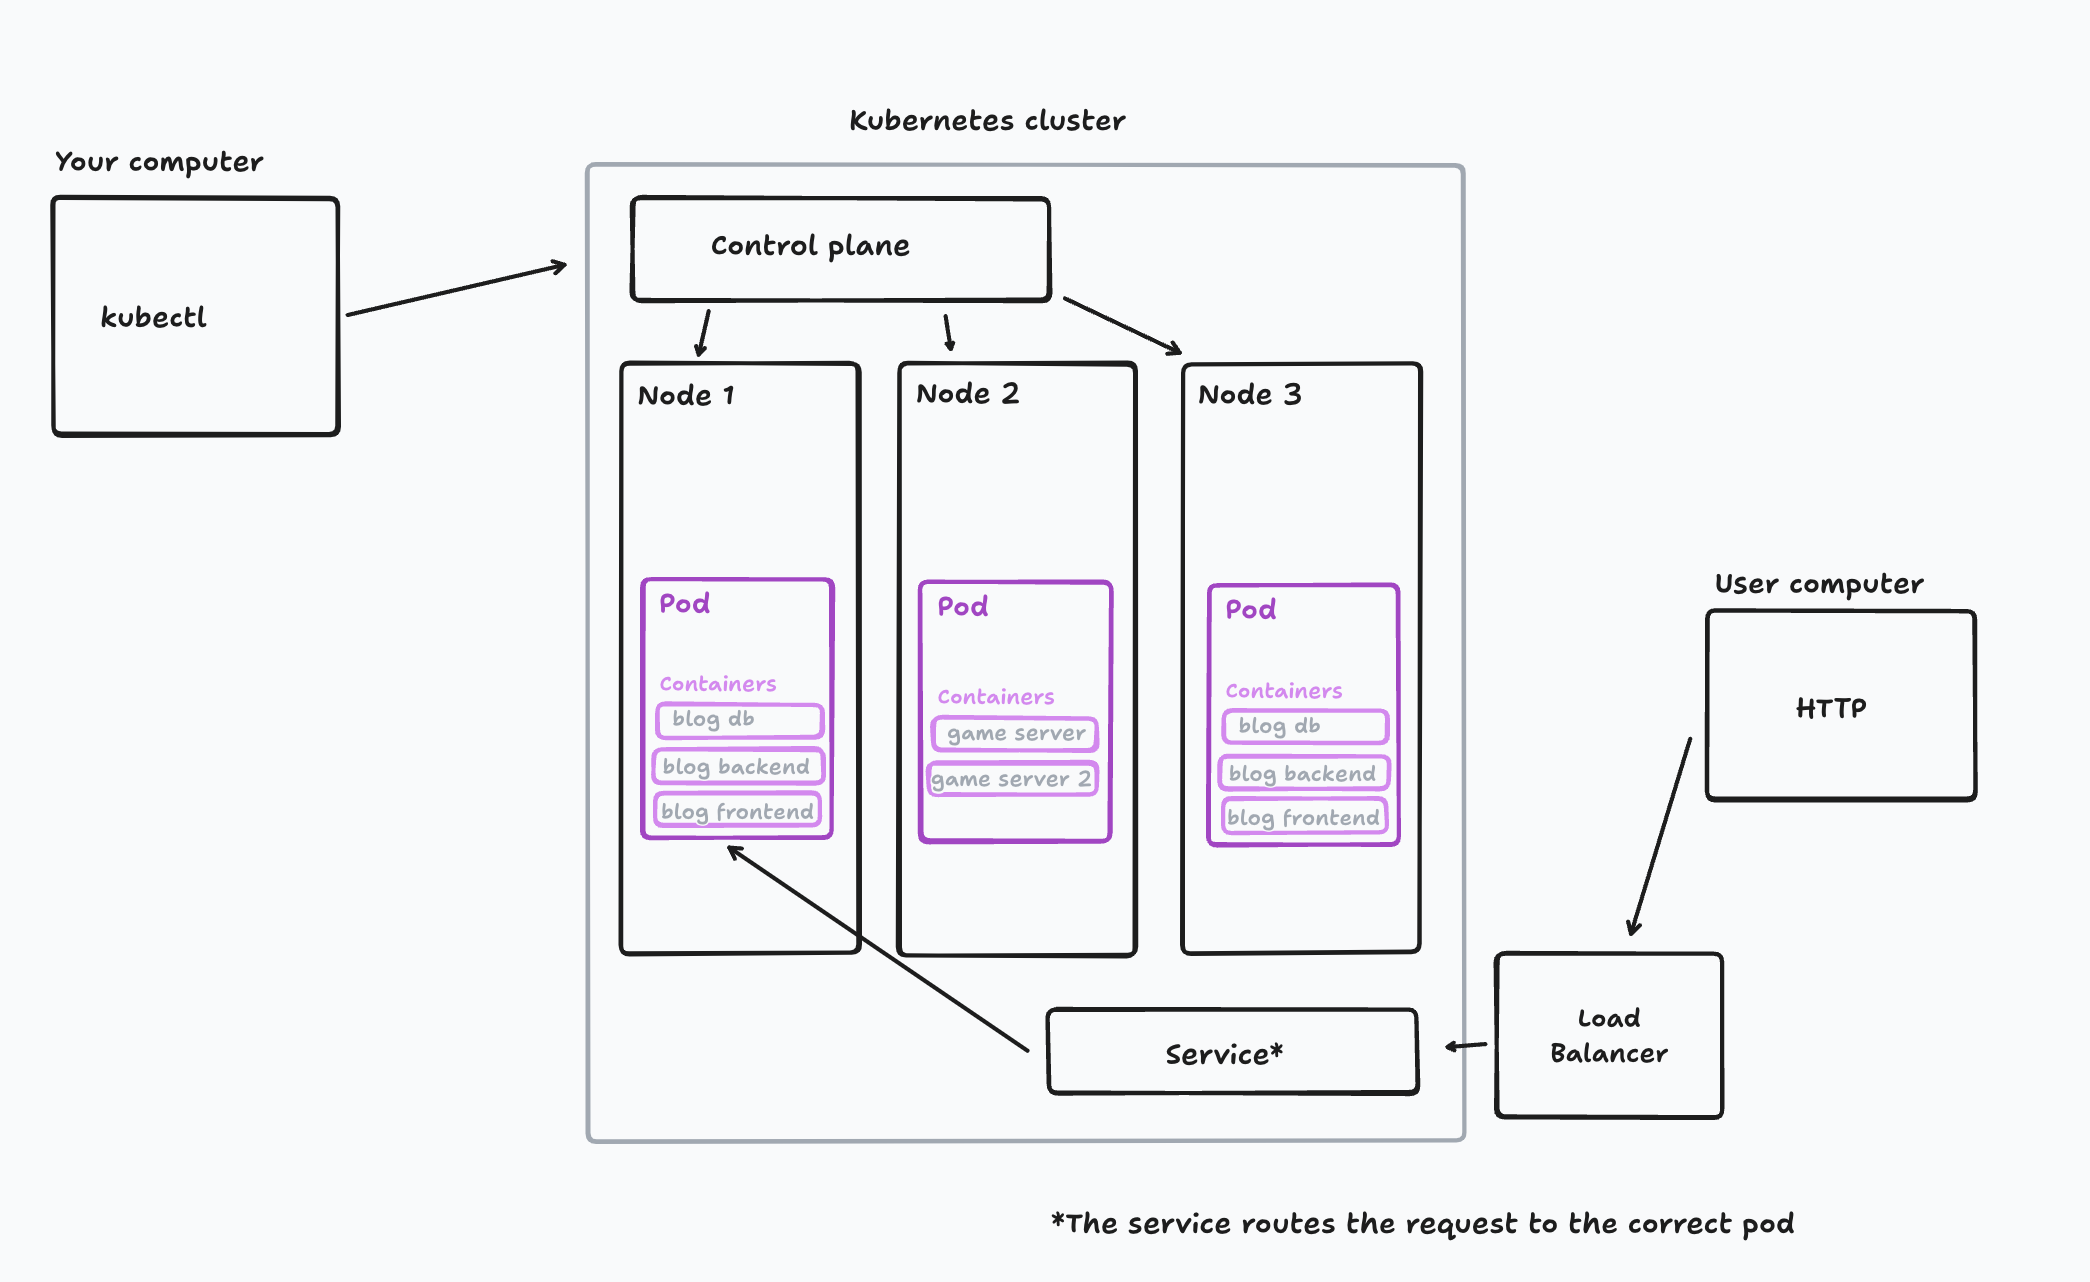 Kubernetes cluster
Your computer
kubectl
Control plane
Node 1
Pod
Containers
blog db
blog backend
blog frontend
Node 2
Pod
Containers
game server
game server 2
Node 3
Pod
Containers
blog db
blog backend
blog frontend
User computer
HTTP
Load
Balancer
Service*
*The service routes the request to the correct pod